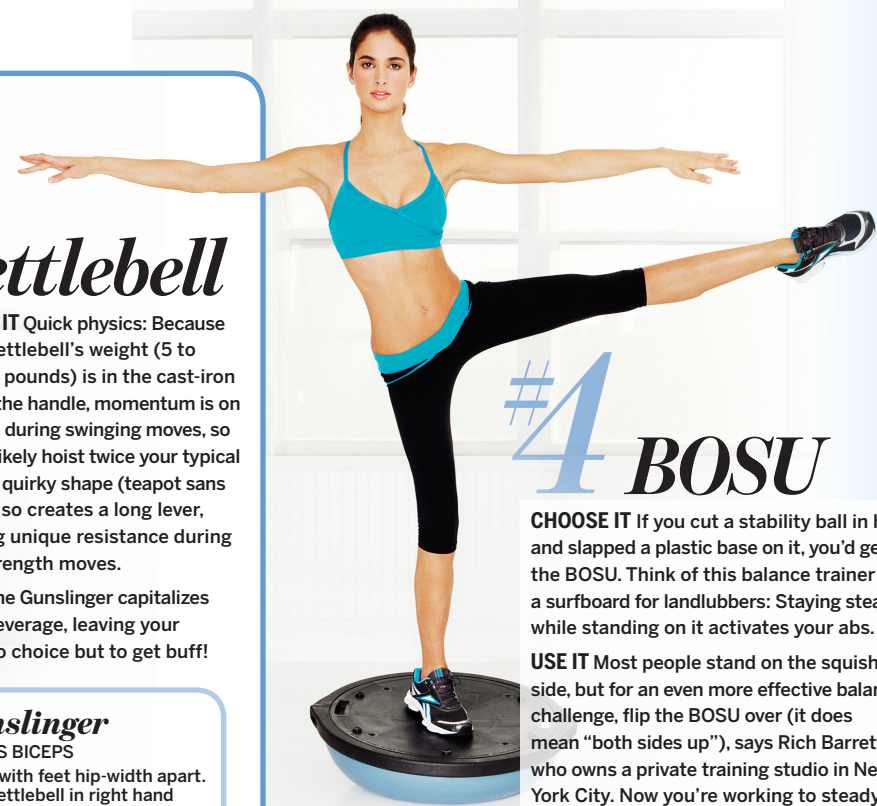 ettlebell
IT Quick physics: Because
ettlebell's weight (5 to
pounds) is in the cast-iron
the handle, momentum is on
during swinging moves, so
ikely hoist twice your typical
quirky shape (teapot sans
so creates a long lever,
g unique resistance during
rength moves.
ne Gunslinger capitalizes
everage, leaving your
o choice but to get buff!
nslinger
S BICEPS
with feet hip-width apart.
ettlebell in right hand
#4 BOSU
CHOOSE IT If you cut a stability ball in h
and slapped a plastic base on it, you'd ge
the BOSU. Think of this balance trainer
a surfboard for landlubbers: Staying stea
while standing on it activates your abs.
USE IT Most people stand on the squish
side, but for an even more effective balan
challenge, flip the BOSU over (it does
mean "both sides up"), says Rich Barret
who owns a private training studio in Ne
York City. Now you're working to steady